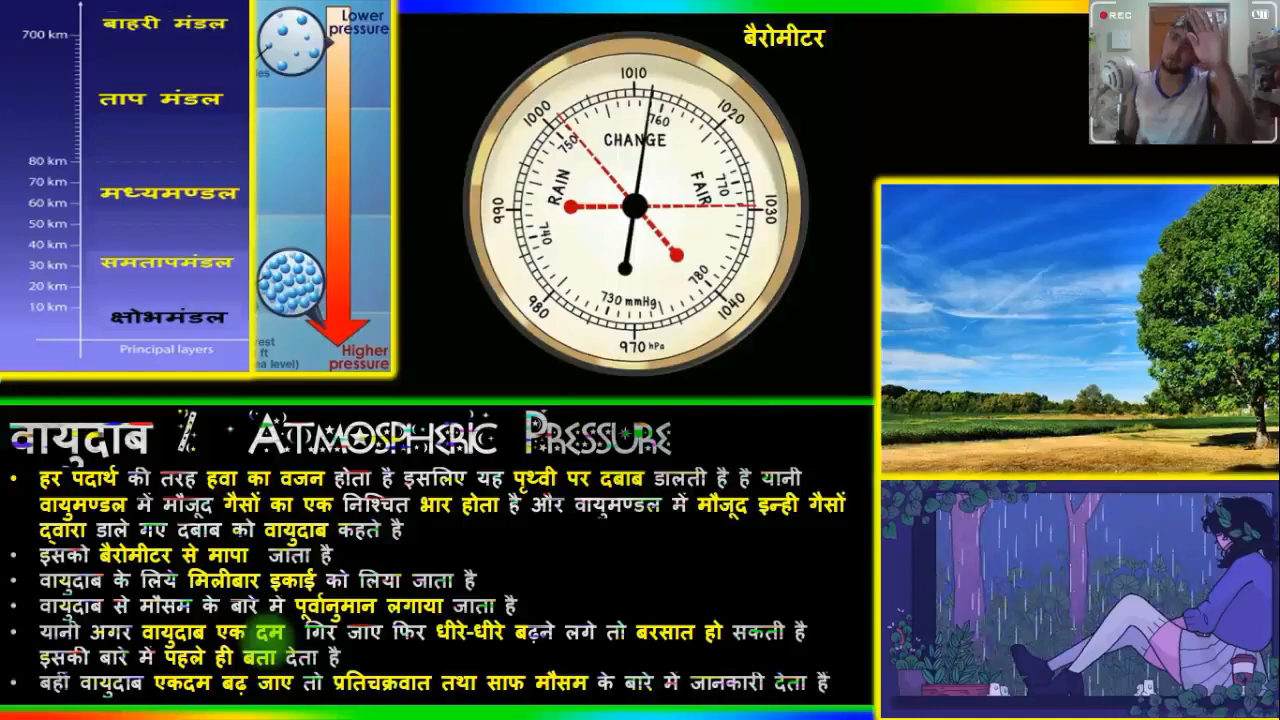 बाहरी मंडल
700 km
ताप मंडल
80 km
70 km
मध्यमण्डल
60 km
50 km
40 km
समतापमंडल
30 km
20 km
10 km
क्षोभमंडल
Principal layers
Lower
pressure
Higher
pressure
ft
level)
बैरोमीटर
1010
1000
1020
760
750
CHANGE
RAIN
FAIR
770
990
1030
740
780
980
730 mmHg
1040
970 hPa
REC
वायुदाब / Atmospheric Pressure
• हर पदार्थ की तरह हवा का वजन होता है इसलिए यह पृथ्वी पर दबाब डालती है है यानी
वायुमण्डल में मौजूद गैसों का एक निश्चित भार होता है और वायुमण्डल में मौजूद इन्ही गैसों
द्वारा डाले गए दबाब को वायुदाब कहते है
• इसको बैरोमीटर से मापा जाता है
• वायुदाब के लिये मिलीबार इकाई को लिया जाता है
• वायुदाब से मौसम के बारे में पूर्वानुमान लगाया जाता है
• यानी अगर वायुदाब एक दम गिर जाए फिर धीरे-धीरे बढ़ने लगे तो बरसात हो सकती है
इसकी बारे में पहले ही बता देता है
• बहीं वायुदाब एकदम बढ़ जाए तो प्रतिचक्रवात तथा साफ मौसम के बारे में जानकारी देता है